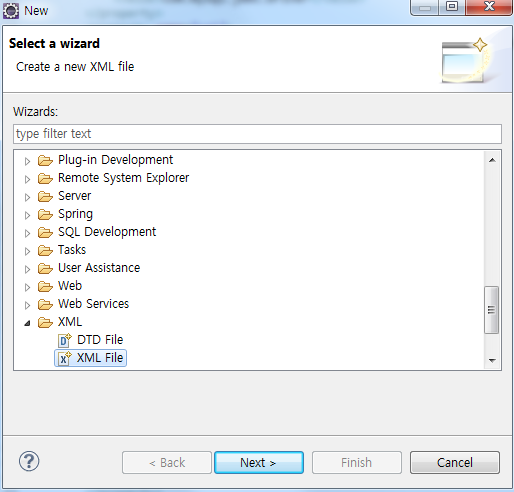 New
Select a wizard
Create a new XML file
Wizards:
type filter text
Plug-in Development
Remote System Explorer
Server
Spring
SQL Development
Tasks
User Assistance
Web
Web Services
XML
DTD File
XML File
< Back
Next >
Finish
Cancel